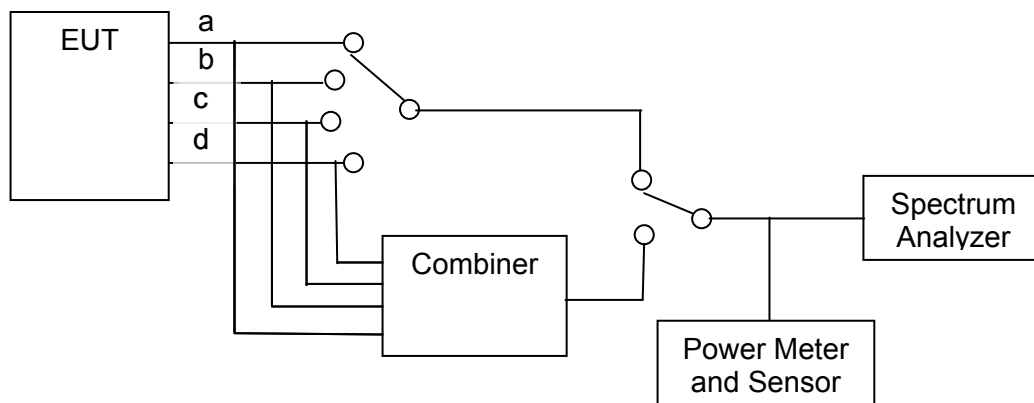 EUT
a
b
c
d
Combiner
Spectrum
Analyzer
Power Meter
and Sensor